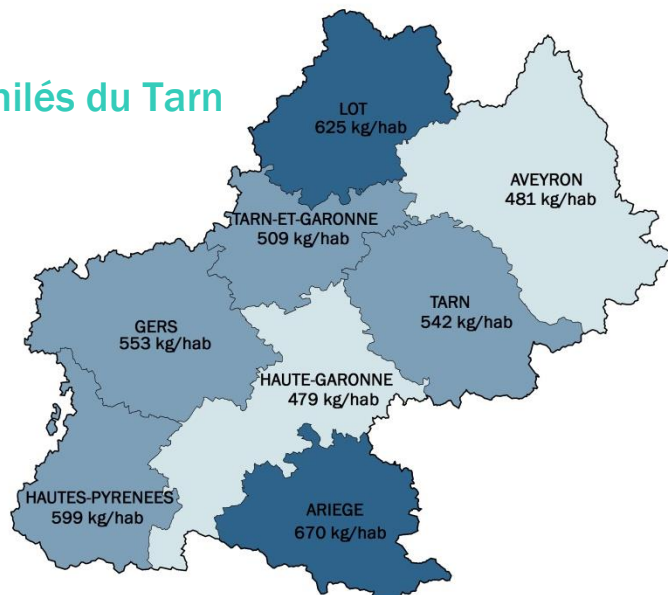 du Tarn
LOT
625 kg/hab
AVEYRON
481 kg/hab
TARN-ET-GARONNE
509 kg/hab
TARN
542 kg/hab
GERS
553 kg/hab
HAUTE-GARONNE
479 kg/hab
HAUTES-PYRENEES
599 kg/hab
ARIEGE
670 kg/hab